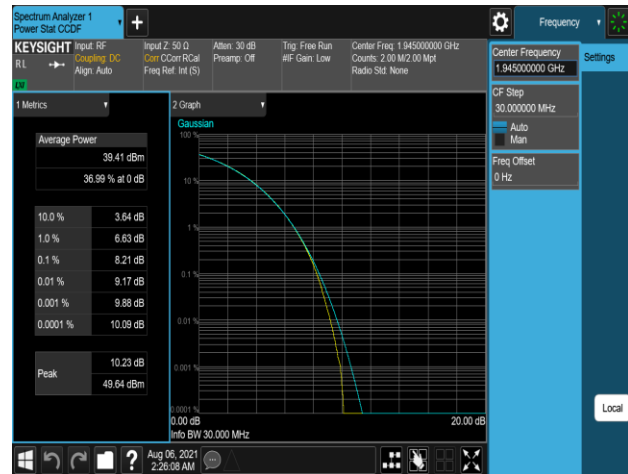 Spectrum Analyzer 1
Power Stat CCDF
Frequency
KEYSIGHT
RL
Input: RF
Coupling: DC
Align: Auto
Input Z: 50 Ω
Corr CCorr RCal
Freq Ref: Int (S)
Atten: 30 dB
Preamp: Off
Trig: Free Run
#IF Gain: Low
Center Freq: 1.945000000 GHz
Counts: 2.00 M/2.00 Mpt
Radio Std: None
Center Frequency
1.945000000 GHz
Settings
CF Step
30.000000 MHz
Auto
Man
Freq Offset
0 Hz
1 Metrics
Average Power
39.41 dBm
36.99 % at 0 dB
10.0 % 3.64 dB
1.0 % 6.63 dB
0.1 % 8.21 dB
0.01 % 9.17 dB
0.001 % 9.88 dB
0.0001 % 10.09 dB
Peak
10.23 dB
49.64 dBm
2 Graph
Gaussian
100 %
10 %
1 %
0.1 %
0.01 %
0.001 %
0.0001 %
0.00 dB
20.00 dB
Info BW 30.000 MHz
Local
?
Aug 06, 2021
2:26:08 AM